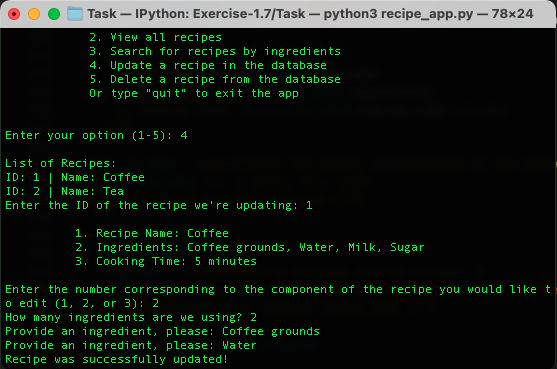 Task — IPython: Exercise-1.7/Task — python3 recipe_app.py — 78×24
2. View all recipes
3. Search for recipes by ingredients
4. Update a recipe in the database
5. Delete a recipe from the database
Or type "quit" to exit the app
Enter your option (1-5): 4
List of Recipes:
ID: 1 | Name: Coffee
ID: 2 | Name: Tea
Enter the ID of the recipe we're updating: 1
1. Recipe Name: Coffee
2. Ingredients: Coffee grounds, Water, Milk, Sugar
3. Cooking Time: 5 minutes
Enter the number corresponding to the component of the recipe you would like t
o edit (1, 2, or 3): 2
How many ingredients are we using? 2
Provide an ingredient, please: Coffee grounds
Provide an ingredient, please: Water
Recipe was successfully updated!